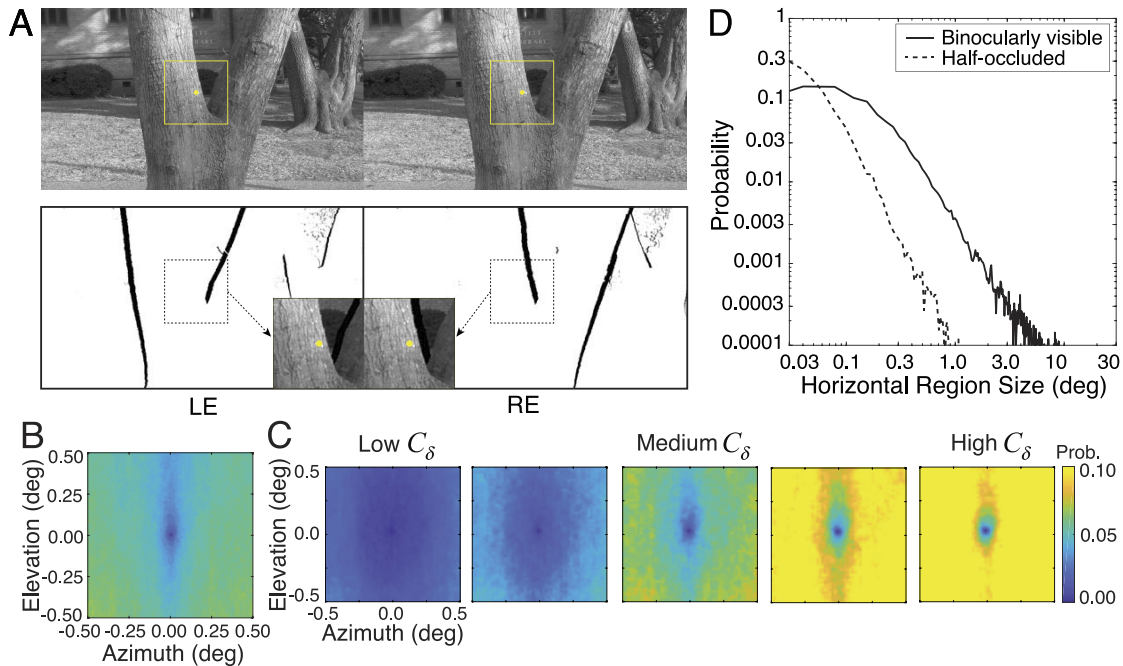 A
LE
RE
B
Elevation (deg)
0.50
0.25
0.00
-0.25
-0.50
-0.50 -0.25 0.00 0.25 0.50
Azimuth (deg)
C
Low Cδ
Medium Cδ
High Cδ
Elevation (deg)
0.5
0.0
-0.5
-0.5 0.0 0.5
Azimuth (deg)
Prob.
0.10
0.05
0.00
D
Binocularly visible
Half-occluded
Probability
1
0.3
0.1
0.03
0.01
0.003
0.001
0.0003
0.0001
0.03 0.1 0.3 1.0 3.0 10 30
Horizontal Region Size (deg)